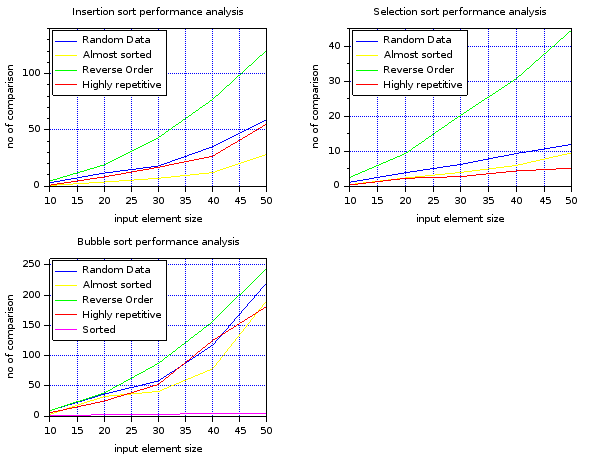 Insertion sort performance analysis
no of comparison
100
50
0
Random Data
Almost sorted
Reverse Order
Highly repetitive
10 15 20 25 30 35 40 45 50
input element size
Selection sort performance analysis
no of comparison
40
30
20
10
0
Random Data
Almost sorted
Reverse Order
Highly repetitive
10 20 30 40 50
input element size
Bubble sort performance analysis
no of comparison
250
200
150
100
50
0
Random Data
Almost sorted
Reverse Order
Highly repetitive
Sorted
10 15 20 25 30 35 40 45 50
input element size